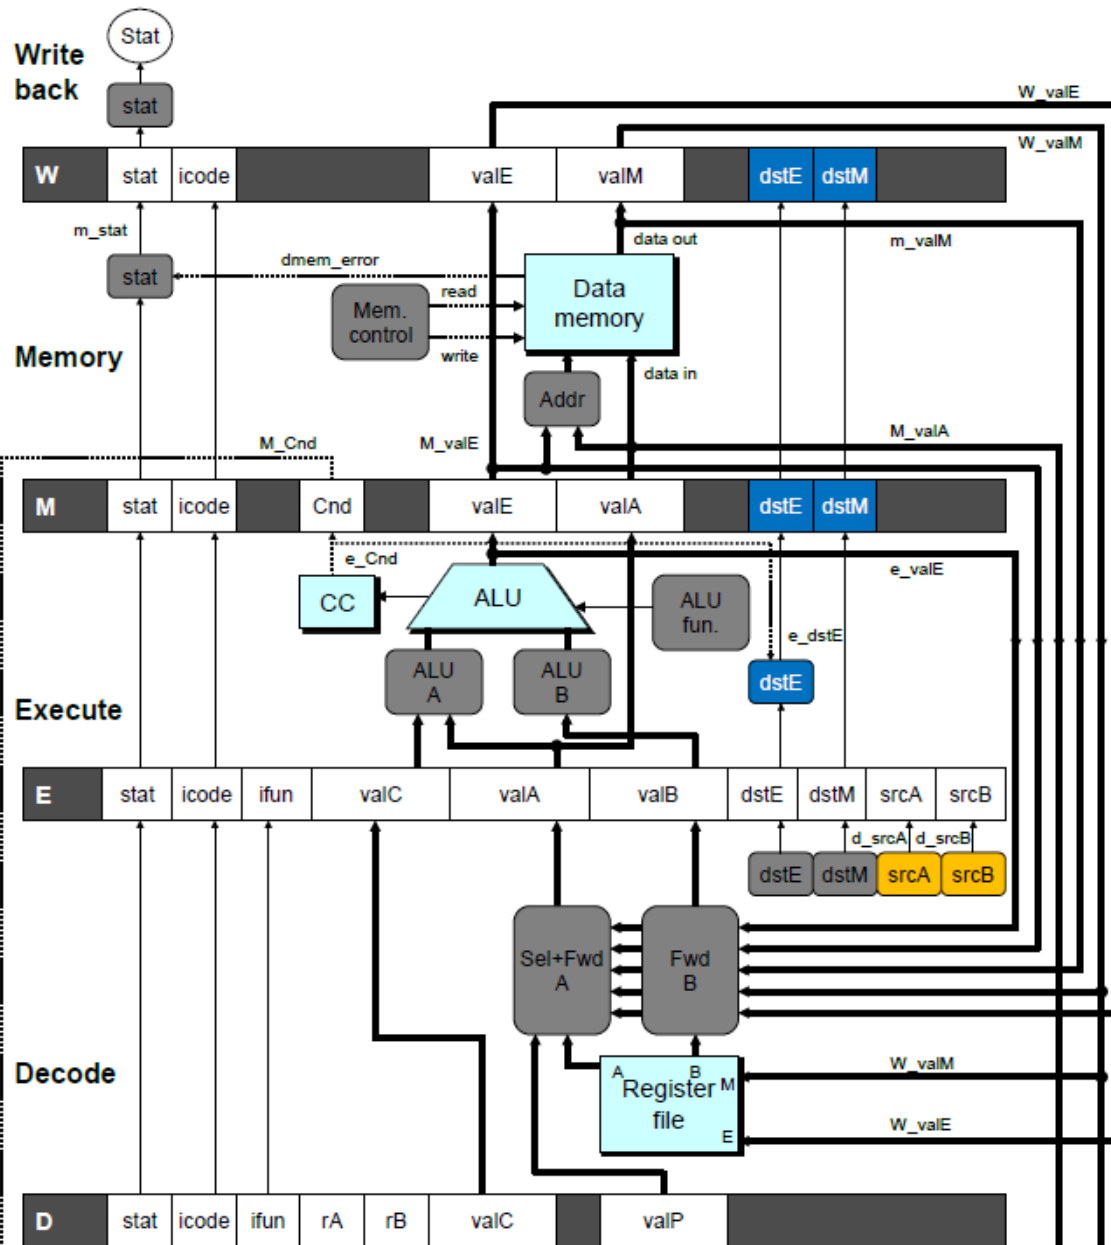 Stat
Write
back
stat
W_valE
W_valM
W stat icode valE valM dstE dstM
m_stat
data out
m_valM
dmem_error
stat
read
Data
memory
Mem.
control
Memory
write
data in
Addr
M_Cnd
M_valE
M_valA
M stat icode Cnd valE valA dstE dstM
e_Cnd
e_valE
CC
ALU
ALU
fun.
e_dstE
ALU
A
ALU
B
dstE
Execute
E stat icode ifun valC valA valB dstE dstM srcA srcB
d_srcA d_srcB
dstE dstM srcA srcB
Sel+Fwd
A
Fwd
B
Decode
W_valM
A B M
Register
file
E
W_valE
D stat icode ifun rA rB valC valP